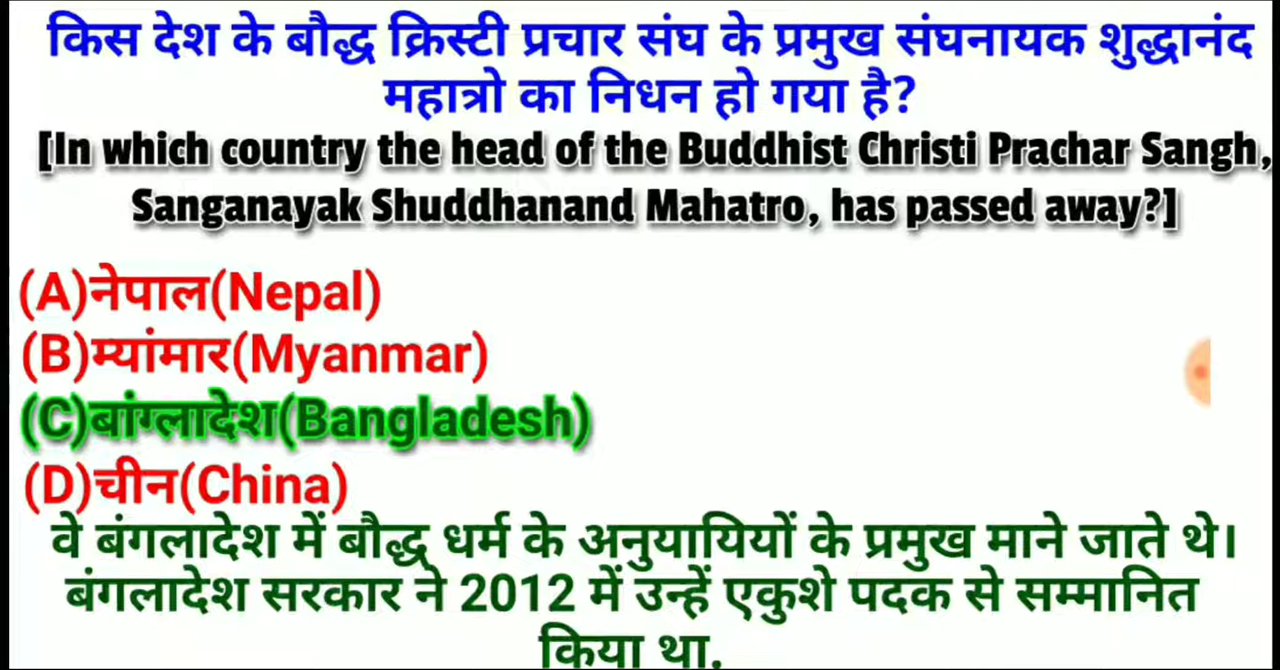 किस देश के बौद्ध क्रिस्टी प्रचार संघ के प्रमुख संघनायक शुद्धानंद
महात्रो का निधन हो गया है?
[In which country the head of the Buddhist Christi Prachar Sangh,
Sanganayak Shuddhanand Mahatro, has passed away?]
(A)नेपाल(Nepal)
(B)म्यांमार(Myanmar)
(C)बांग्लादेश(Bangladesh)
(D)चीन(China)
वे बंगलादेश में बौद्ध धर्म के अनुयायियों के प्रमुख माने जाते थे।
बंगलादेश सरकार ने 2012 में उन्हें एकुशे पदक से सम्मानित
किया था.